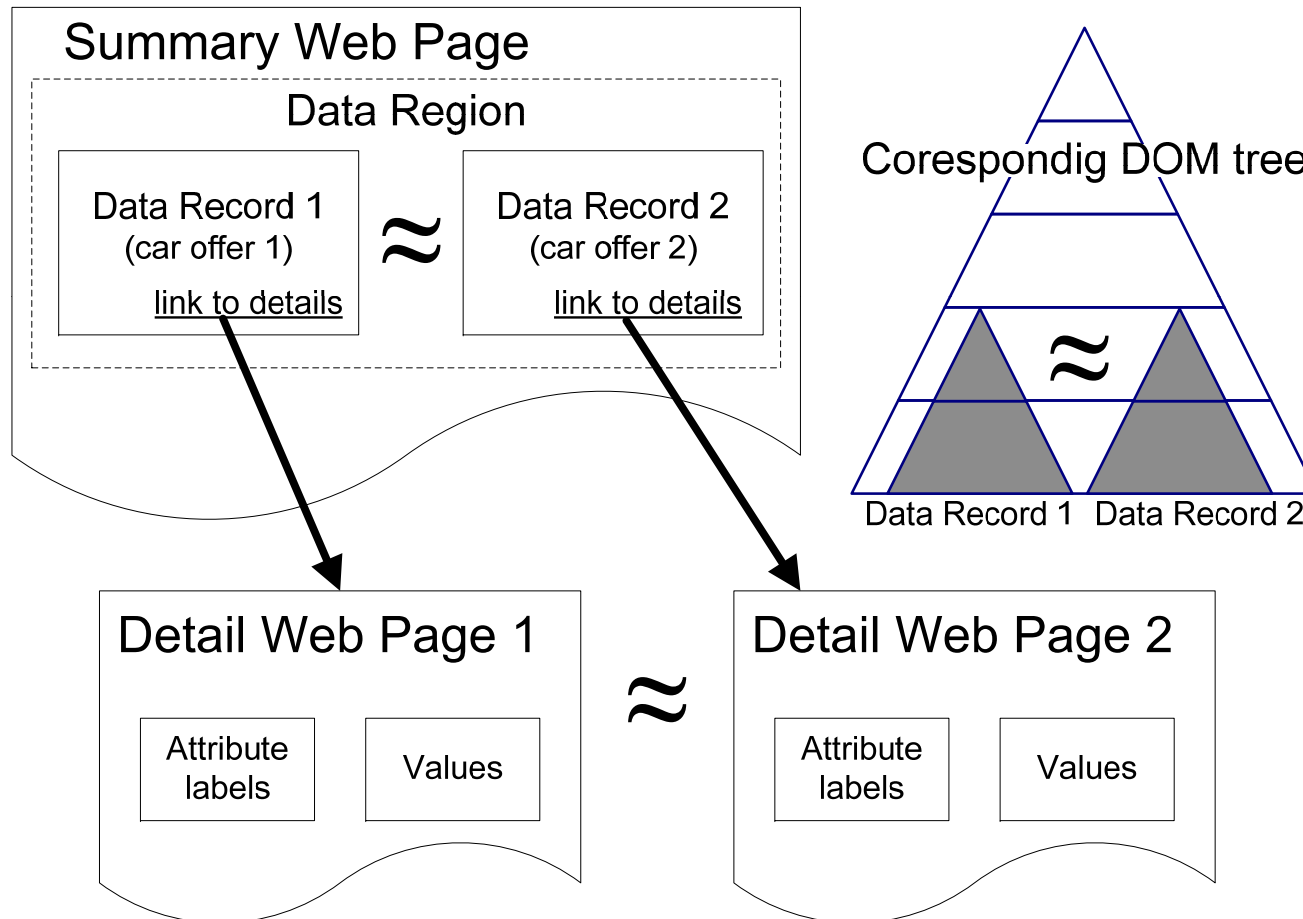 Summary Web Page
Data Region
Data Record 1
(car offer 1)
link to details
≈
Data Record 2
(car offer 2)
link to details
Corespondig DOM tree
≈
Data Record 1
Data Record 2
Detail Web Page 1
Attribute
labels
Values
≈
Detail Web Page 2
Attribute
labels
Values